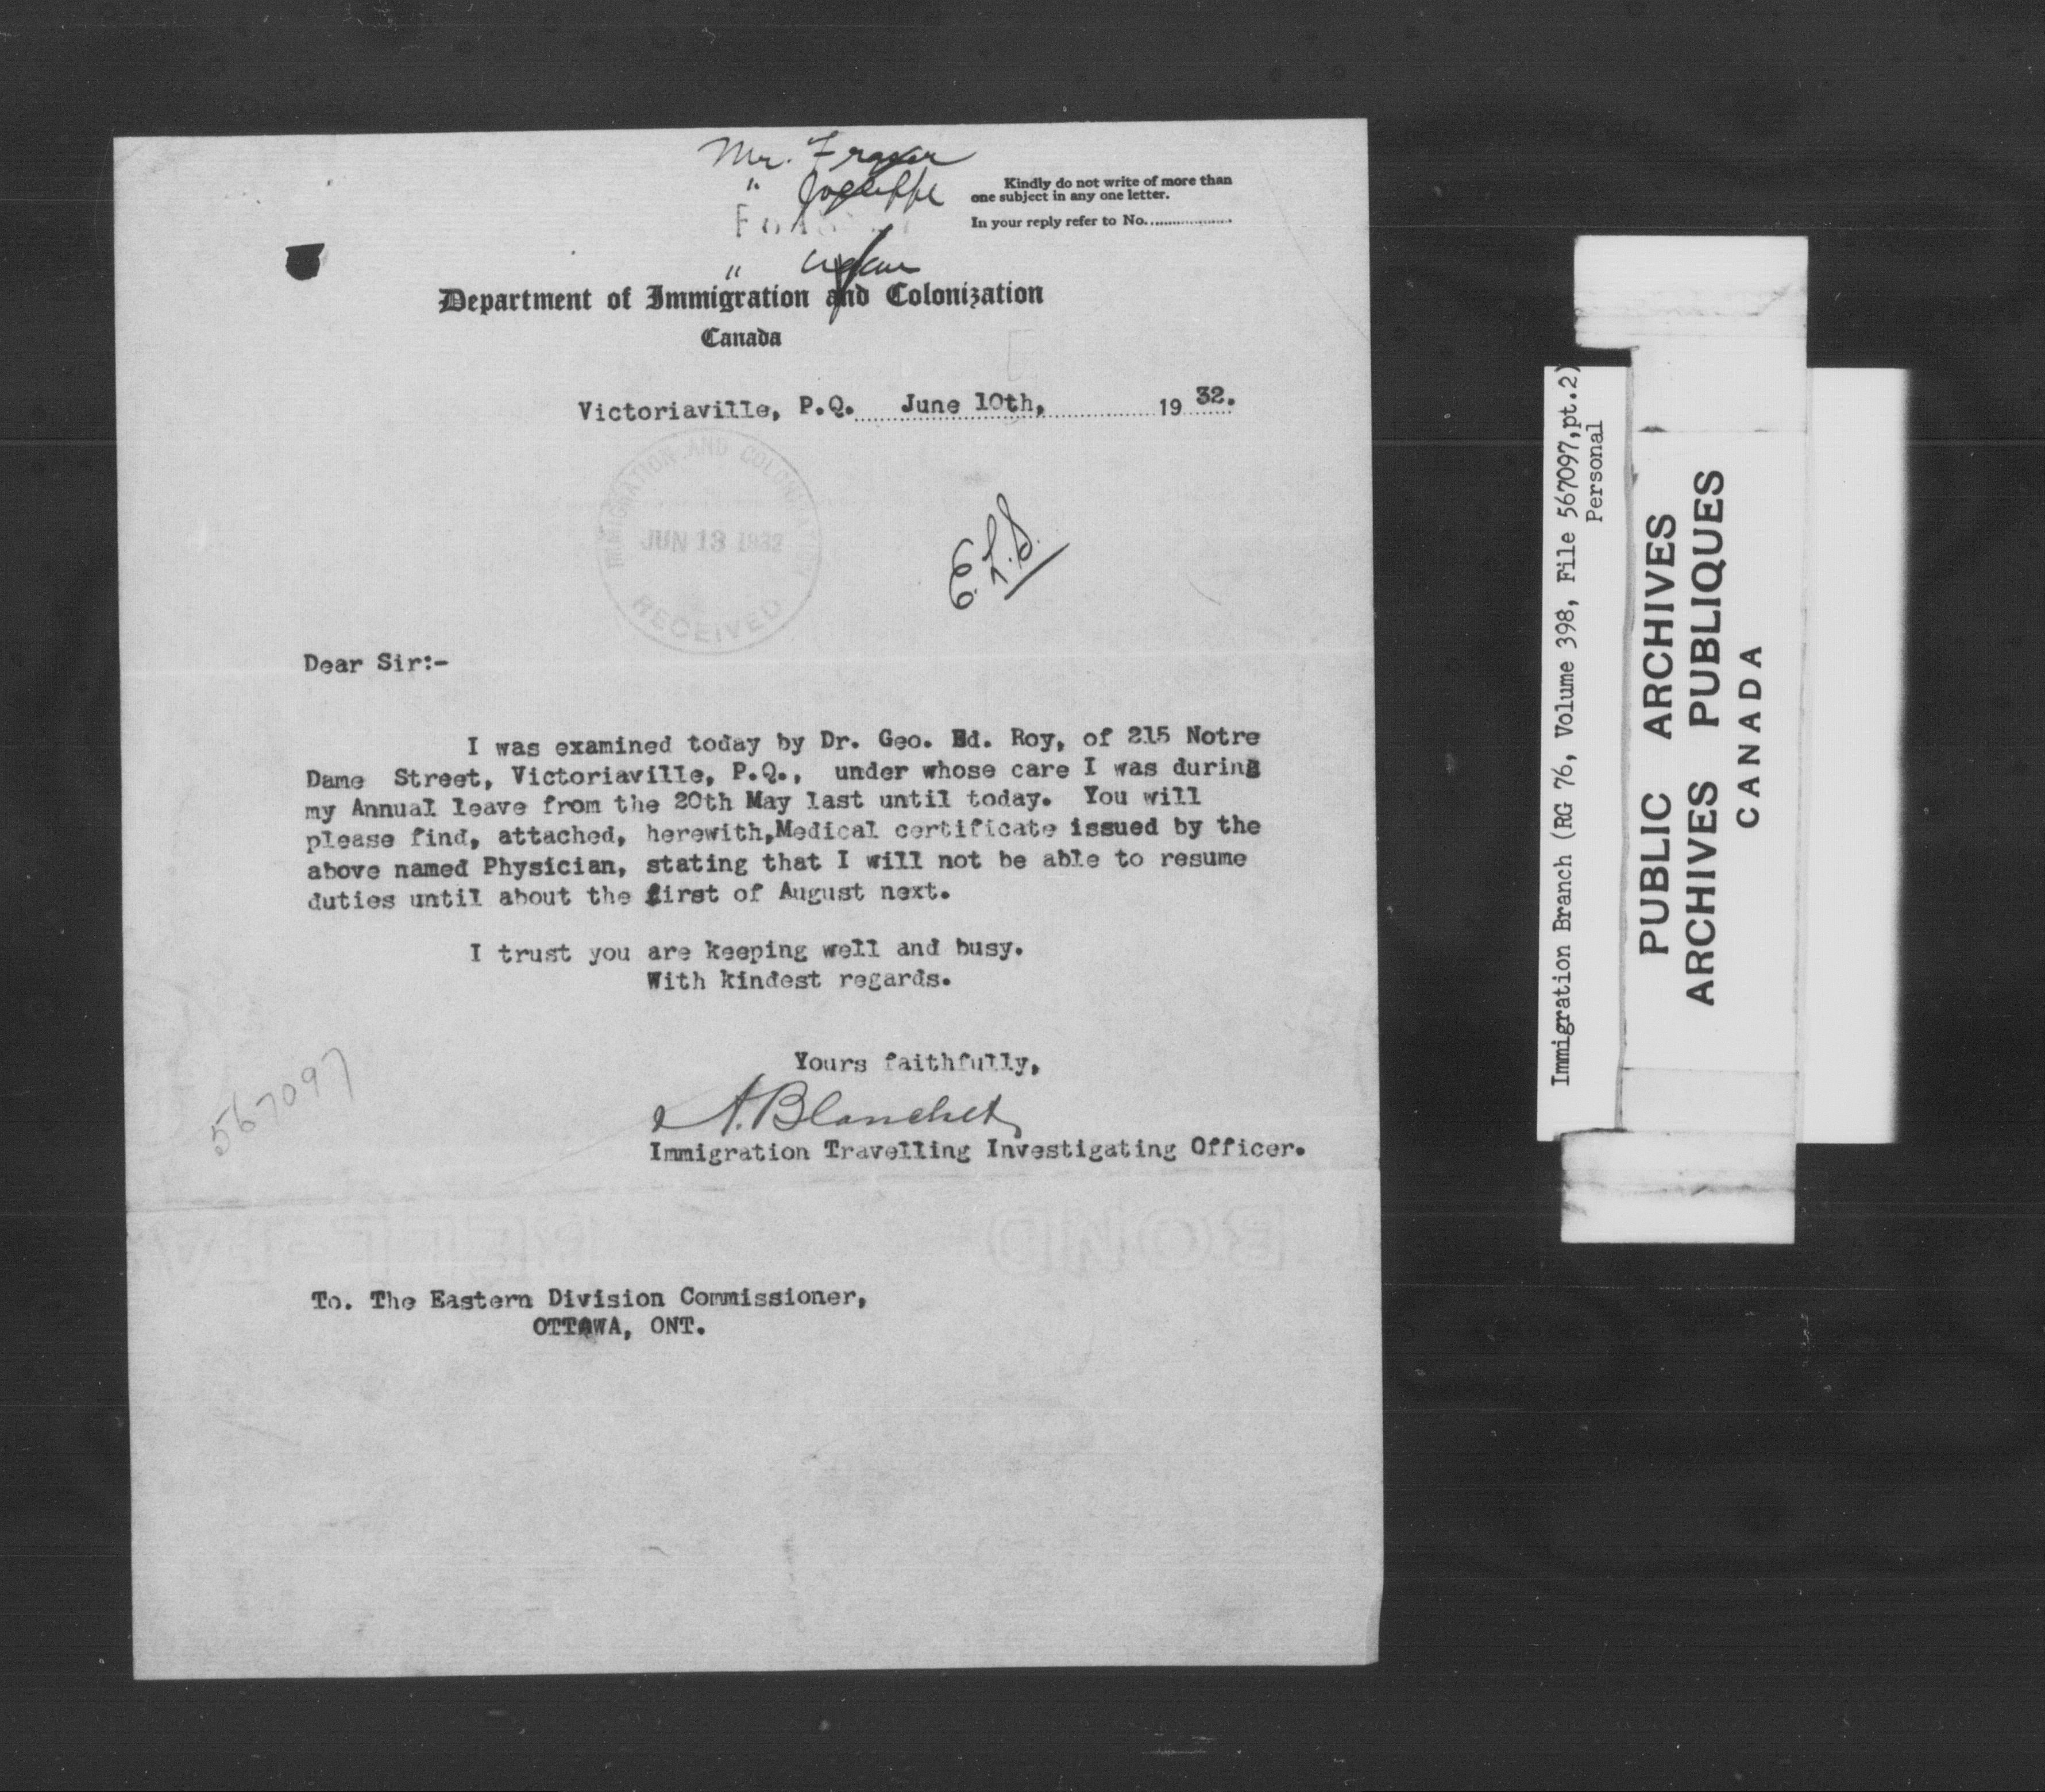 Mr. Fraser
" Jolliffe
Kindly do not write of more than
one subject in any one letter.
In your reply refer to No...................
"
Department of Immigration and Colonization
Canada
Victoriaville, P.Q. June 10th, 19 32.
IMMIGRATION AND COLONIZATION
JUN 13 1932
RECEIVED
E.L.S.
Dear Sir:-
I was examined today by Dr. Geo. Ed. Roy, of 215 Notre
Dame Street, Victoriaville, P.Q., under whose care I was during
my Annual leave from the 20th May last until today. You will
please find, attached, herewith,Medical certificate issued by the
above named Physician, stating that I will not be able to resume
duties until about the first of August next.
I trust you are keeping well and busy.
With kindest regards.
Yours faithfully,
A. Blanchet
Immigration Travelling Investigating Officer.
567097
BOND
To. The Eastern Division Commissioner,
OTTAWA, ONT.
Immigration Branch (RG 76, Volume 398, File 567097,pt.2)
Personal
PUBLIC ARCHIVES
ARCHIVES PUBLIQUES
CANADA